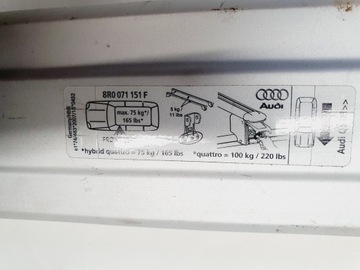 8R0 071 151 F
max. 75 kg*/
165 lbs*
5 kg
11 lbs
Audi
*hybrid quattro = 75 kg / 165 lbs
*quattro = 100 kg / 220 lbs
Audi